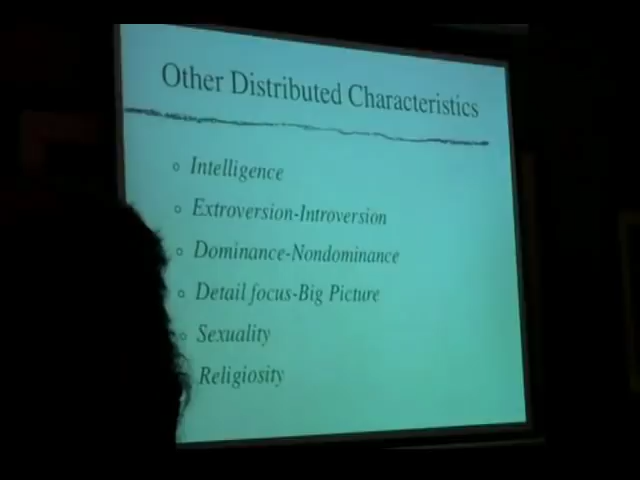 Other Distributed Characteristics
Intelligence
Extroversion-Introversion
Dominance-Nondominance
Detail focus-Big Picture
Sexuality
Religiosity